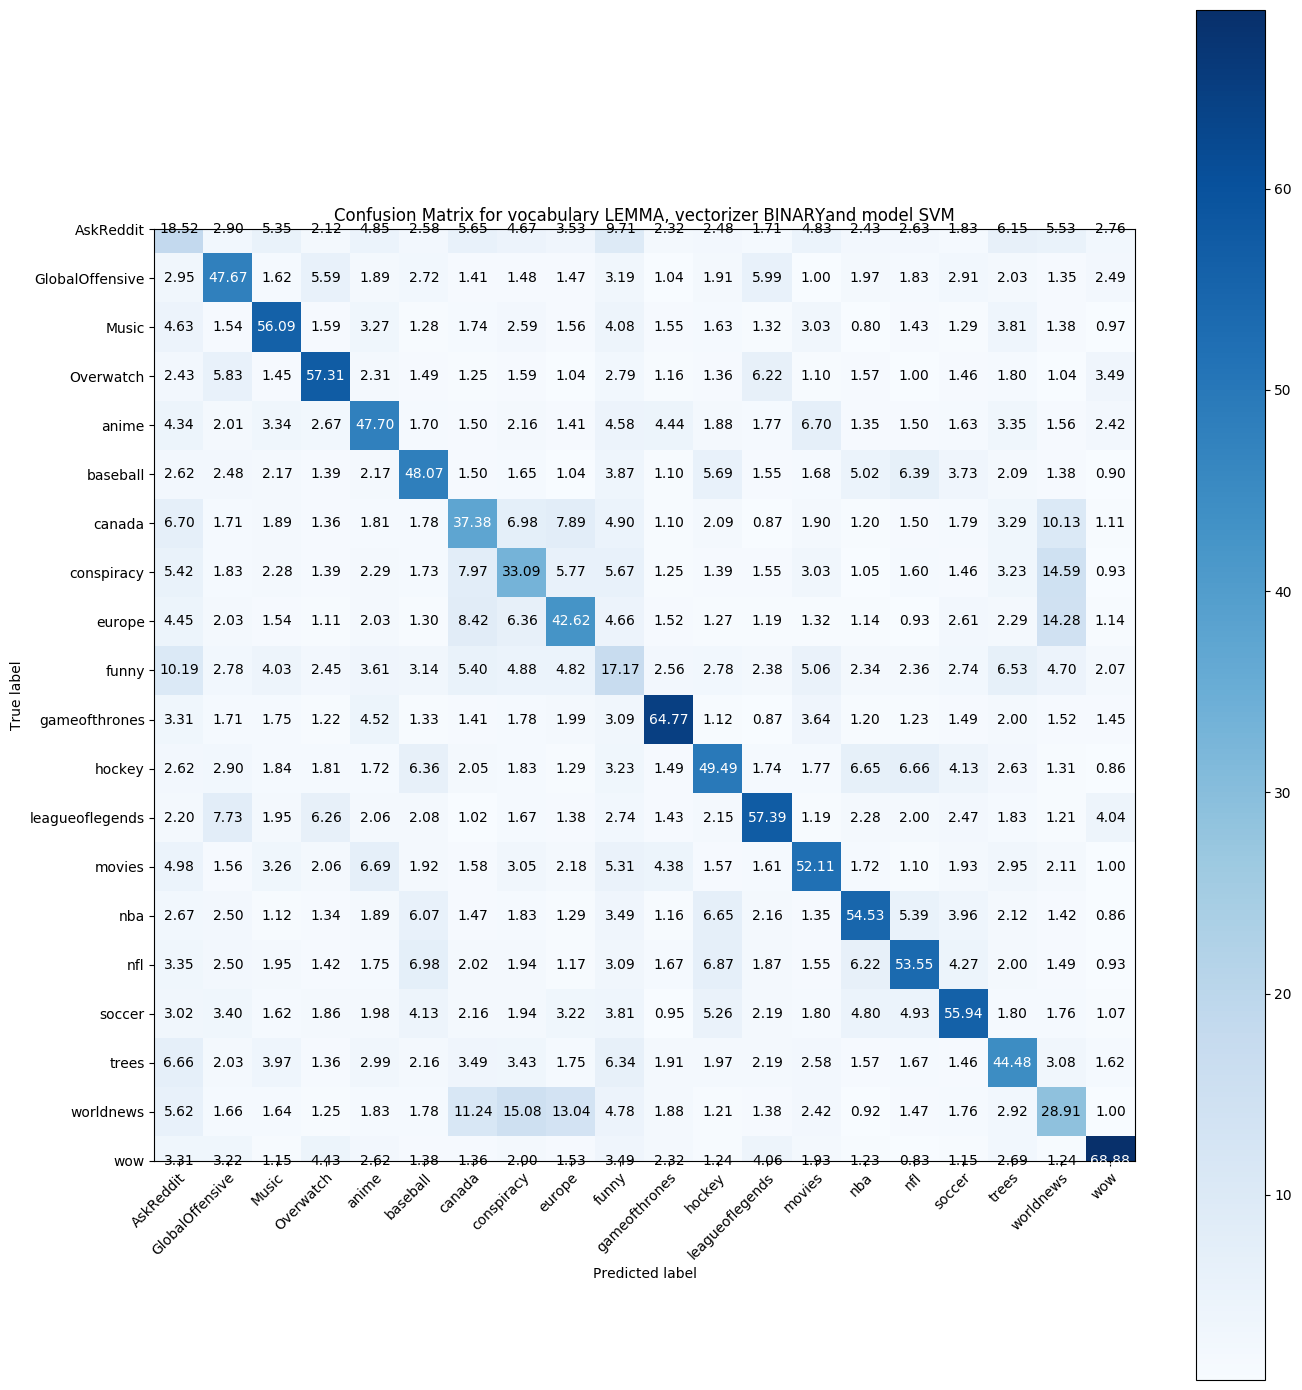 Confusion Matrix for vocabulary LEMMA, vectorizer BINARYand model SVM
AskReddit 18.52 2.90 5.35 2.12 4.85 2.58 5.65 4.67 3.53 9.71 2.32 2.48 1.71 4.83 2.43 2.63 1.83 6.15 5.53 2.76
GlobalOffensive 2.95 47.67 1.62 5.59 1.89 2.72 1.41 1.48 1.47 3.19 1.04 1.91 5.99 1.00 1.97 1.83 2.91 2.03 1.35 2.49
Music 4.63 1.54 56.09 1.59 3.27 1.28 1.74 2.59 1.56 4.08 1.55 1.63 1.32 3.03 0.80 1.43 1.29 3.81 1.38 0.97
Overwatch 2.43 5.83 1.45 57.31 2.31 1.49 1.25 1.59 1.04 2.79 1.16 1.36 6.22 1.10 1.57 1.00 1.46 1.80 1.04 3.49
anime 4.34 2.01 3.34 2.67 47.70 1.70 1.50 2.16 1.41 4.58 4.44 1.88 1.77 6.70 1.35 1.50 1.63 3.35 1.56 2.42
baseball 2.62 2.48 2.17 1.39 2.17 48.07 1.50 1.65 1.04 3.87 1.10 5.69 1.55 1.68 5.02 6.39 3.73 2.09 1.38 0.90
canada 6.70 1.71 1.89 1.36 1.81 1.78 37.38 6.98 7.89 4.90 1.10 2.09 0.87 1.90 1.20 1.50 1.79 3.29 10.13 1.11
conspiracy 5.42 1.83 2.28 1.39 2.29 1.73 7.97 33.09 5.77 5.67 1.25 1.39 1.55 3.03 1.05 1.60 1.46 3.23 14.59 0.93
europe 4.45 2.03 1.54 1.11 2.03 1.30 8.42 6.36 42.62 4.66 1.52 1.27 1.19 1.32 1.14 0.93 2.61 2.29 14.28 1.14
funny 10.19 2.78 4.03 2.45 3.61 3.14 5.40 4.88 4.82 17.17 2.56 2.78 2.38 5.06 2.34 2.36 2.74 6.53 4.70 2.07
gameofthrones 3.31 1.71 1.75 1.22 4.52 1.33 1.41 1.78 1.99 3.09 64.77 1.12 0.87 3.64 1.20 1.23 1.49 2.00 1.52 1.45
hockey 2.62 2.90 1.84 1.81 1.72 6.36 2.05 1.83 1.29 3.23 1.49 49.49 1.74 1.77 6.65 6.66 4.13 2.63 1.31 0.86
leagueoflegends 2.20 7.73 1.95 6.26 2.06 2.08 1.02 1.67 1.38 2.74 1.43 2.15 57.39 1.19 2.28 2.00 2.47 1.83 1.21 4.04
movies 4.98 1.56 3.26 2.06 6.69 1.92 1.58 3.05 2.18 5.31 4.38 1.57 1.61 52.11 1.72 1.10 1.93 2.95 2.11 1.00
nba 2.67 2.50 1.12 1.34 1.89 6.07 1.47 1.83 1.29 3.49 1.16 6.65 2.16 1.35 54.53 5.39 3.96 2.12 1.42 0.86
nfl 3.35 2.50 1.95 1.42 1.75 6.98 2.02 1.94 1.17 3.09 1.67 6.87 1.87 1.55 6.22 53.55 4.27 2.00 1.49 0.93
soccer 3.02 3.40 1.62 1.86 1.98 4.13 2.16 1.94 3.22 3.81 0.95 5.26 2.19 1.80 4.80 4.93 55.94 1.80 1.76 1.07
trees 6.66 2.03 3.97 1.36 2.99 2.16 3.49 3.43 1.75 6.34 1.91 1.97 2.19 2.58 1.57 1.67 1.46 44.48 3.08 1.62
worldnews 5.62 1.66 1.64 1.25 1.83 1.78 11.24 15.08 13.04 4.78 1.88 1.21 1.38 2.42 0.92 1.47 1.76 2.92 28.91 1.00
wow 3.31 3.22 1.15 4.43 2.62 1.38 1.36 2.00 1.53 3.49 2.32 1.24 4.06 1.93 1.23 0.83 1.15 2.69 1.24 68.88
AskReddit GlobalOffensive Music Overwatch anime baseball canada conspiracy europe funny gameofthrones hockey leagueoflegends movies nba nfl soccer trees worldnews wow
Predicted label
True label
60
50
40
30
20
10